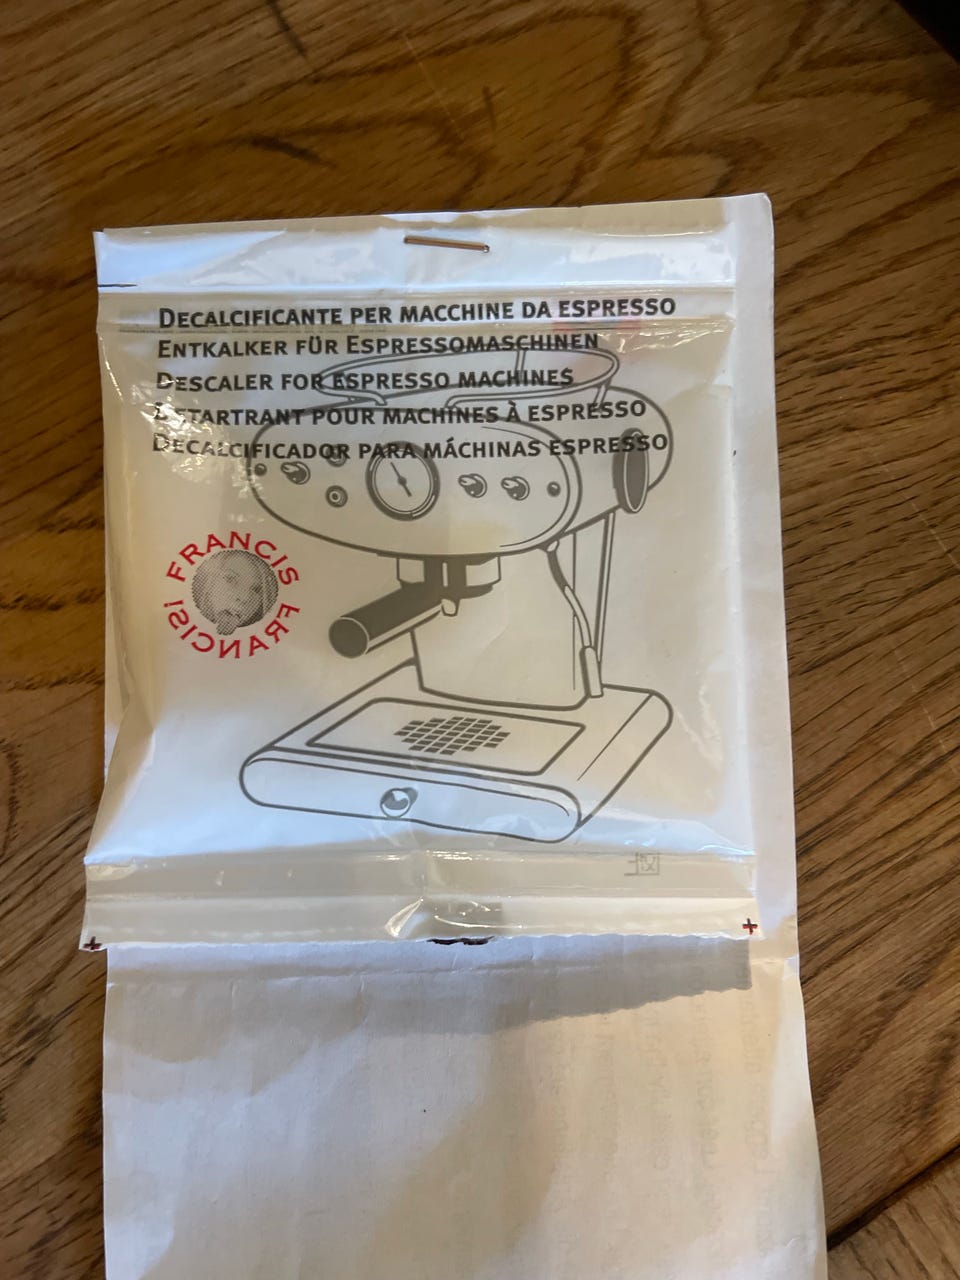 DECALCIFICANTE PER MACCHINE DA ESPRESSO
ENTKALKER FÜR ESPRESSOMASCHINEN
DESCALER FOR ESPRESSO MACHINES
DETARTRANT POUR MACHINES À ESPRESSO
DECALCIFICADOR PARA MÁCHINAS ESPRESSO
FRANCIS FRANCIS!